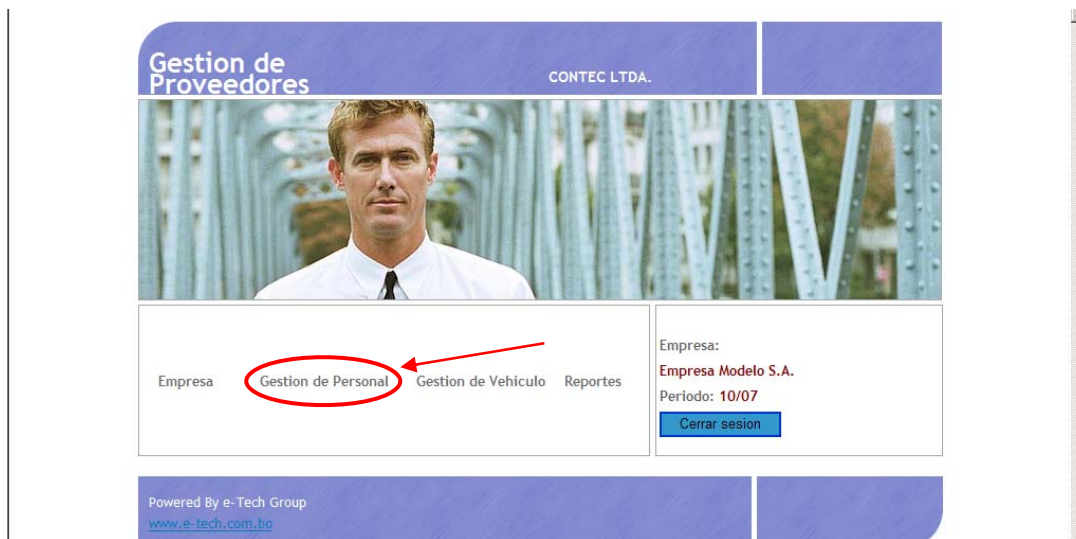 Gestion de
Proveedores
CONTEC LTDA.
Empresa
Gestion de Personal
Gestion de Vehiculo
Reportes
Empresa:
Empresa Modelo S.A.
Periodo: 10/07
Cerrar sesion
Powered By e-Tech Group
www.e-tech.com.bo